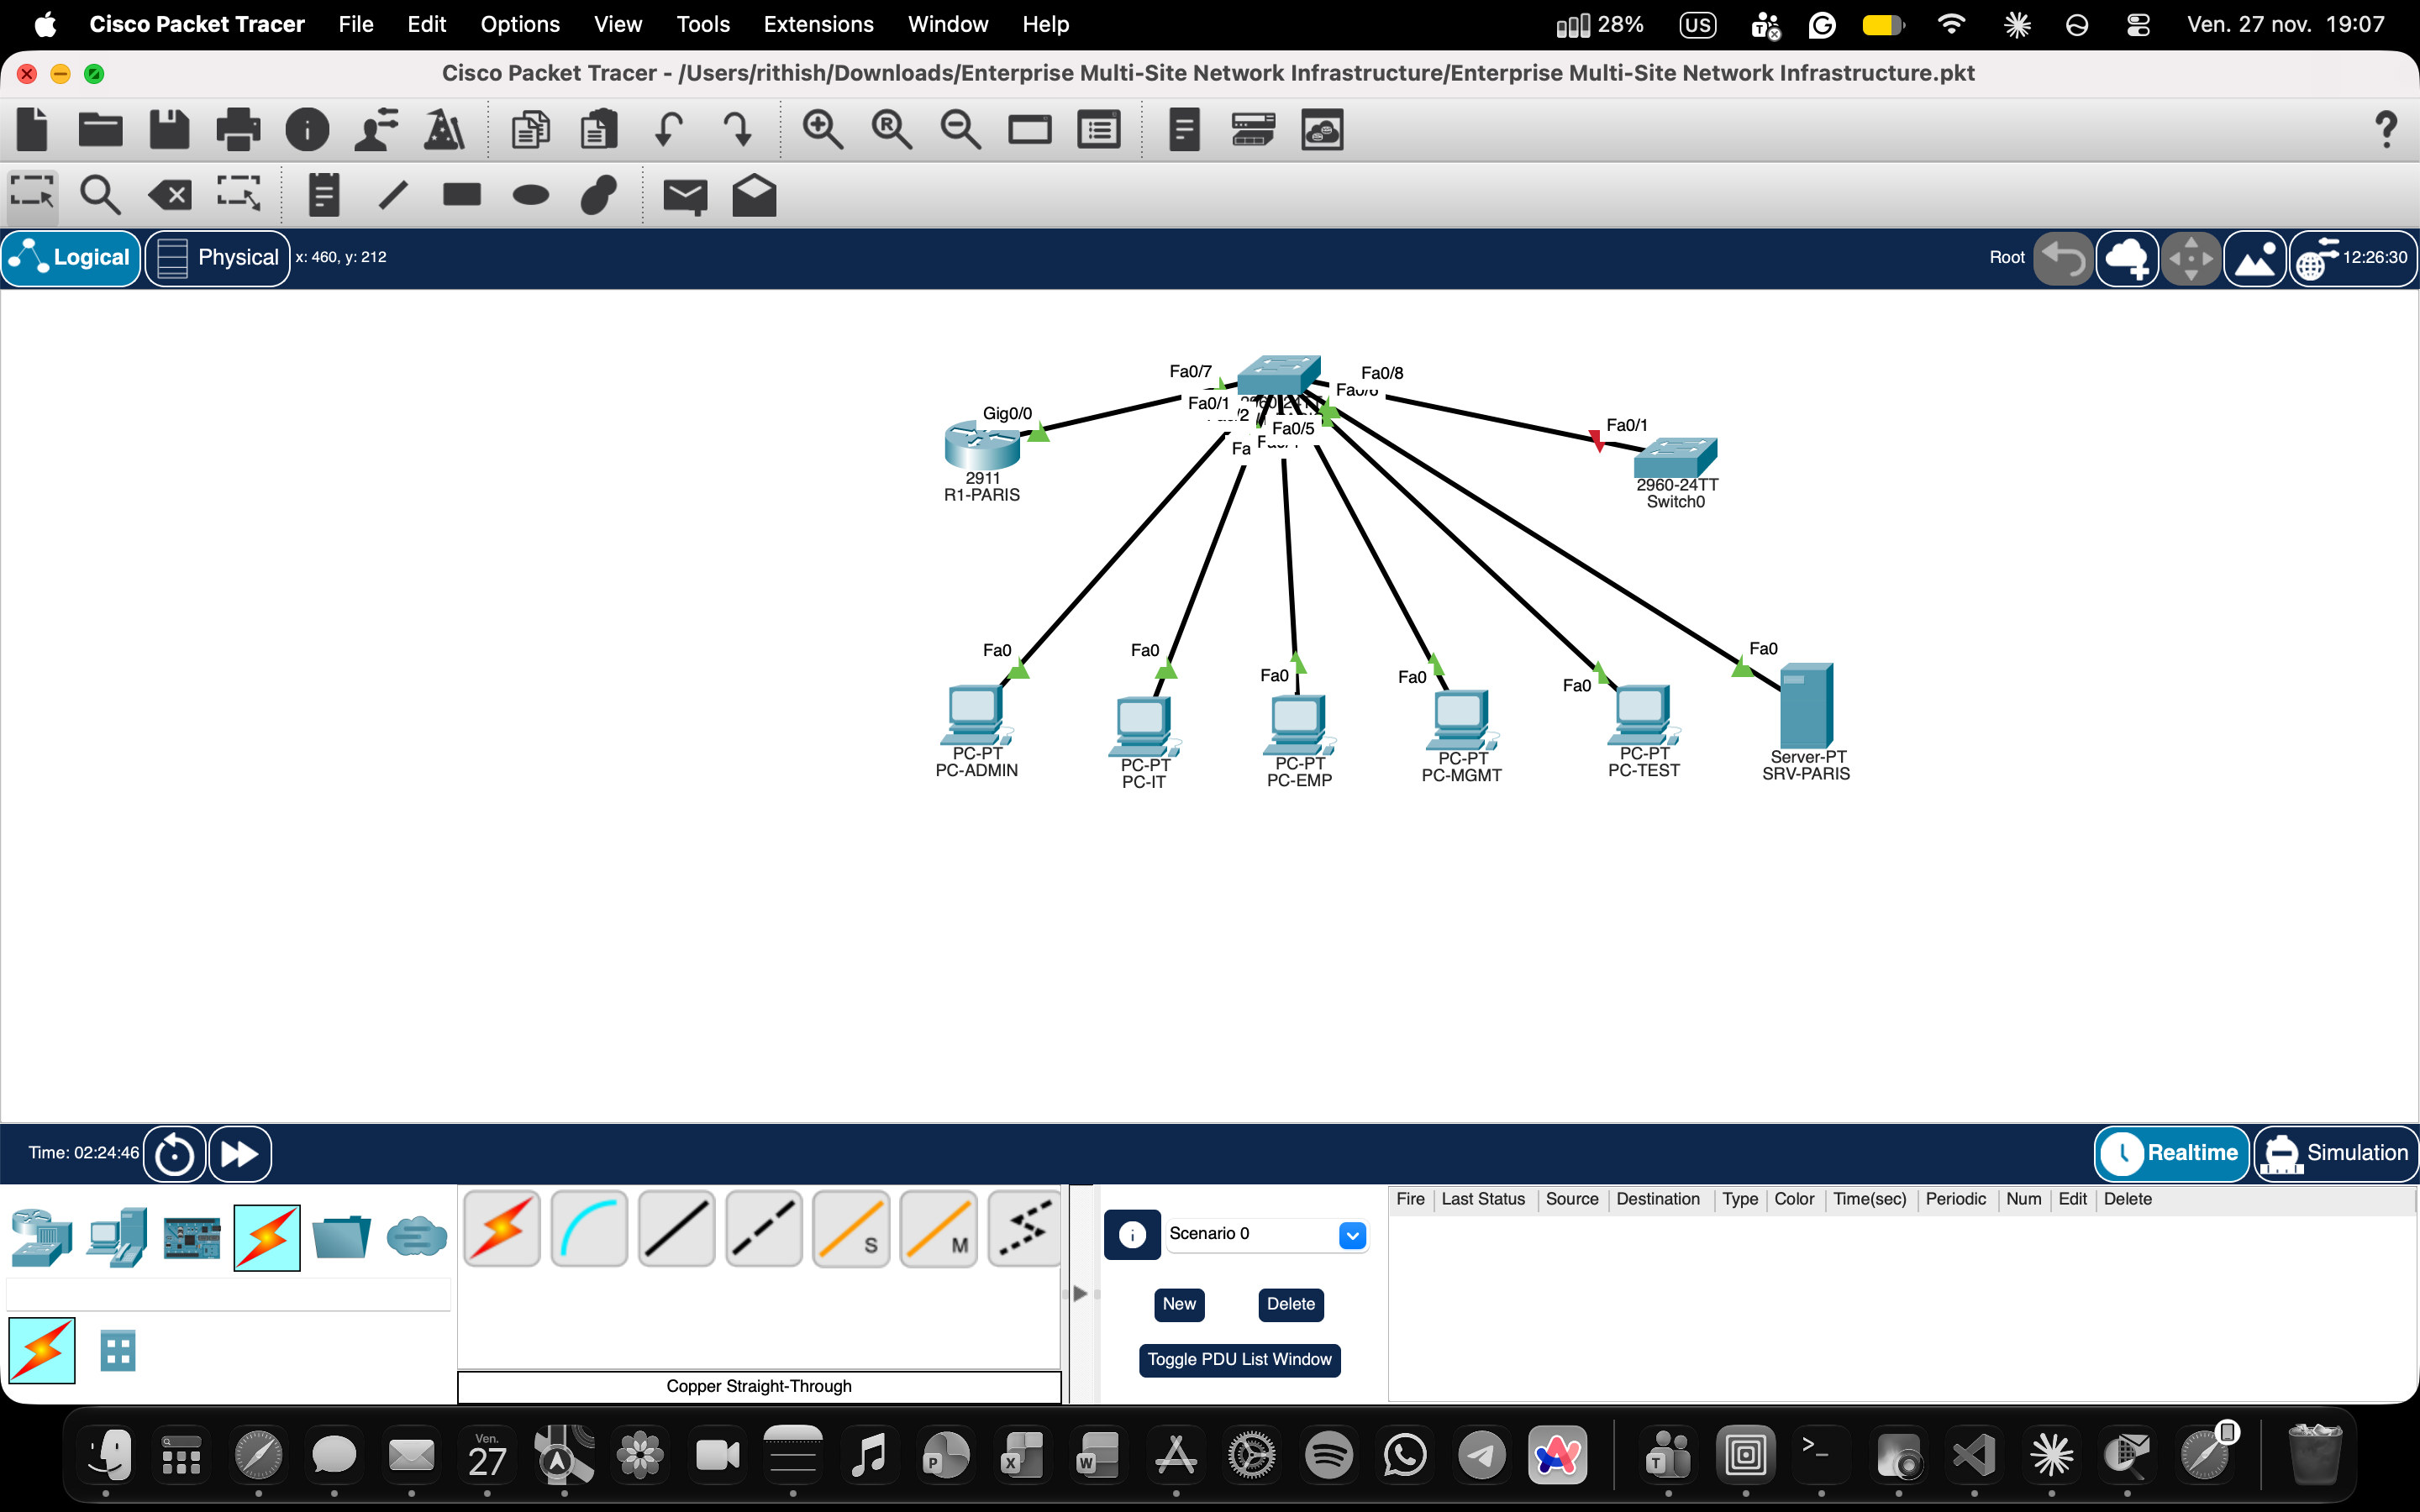 Cisco Packet Tracer File Edit Options View Tools Extensions Window Help 28% US Ven. 27 nov. 19:07
Cisco Packet Tracer - /Users/rithish/Downloads/Enterprise Multi-Site Network Infrastructure/Enterprise Multi-Site Network Infrastructure.pkt
Logical Physical x: 460, y: 212 Root 12:26:30
Fa0/7 Fa0/8
Fa0/6
Fa0/1
Gig0/0 Fa0/5 Fa0/1
Fa
2911
R1-PARIS
2960-24TT
Switch0
Fa0 Fa0 Fa0 Fa0 Fa0 Fa0
PC-PT
PC-ADMIN
PC-PT
PC-IT
PC-PT
PC-EMP
PC-PT
PC-MGMT
PC-PT
PC-TEST
Server-PT
SRV-PARIS
Time: 02:24:46 Realtime Simulation
S M
Scenario 0
New Delete
Toggle PDU List Window
Copper Straight-Through
Fire Last Status Source Destination Type Color Time(sec) Periodic Num Edit Delete
Ven.
27
P X W T